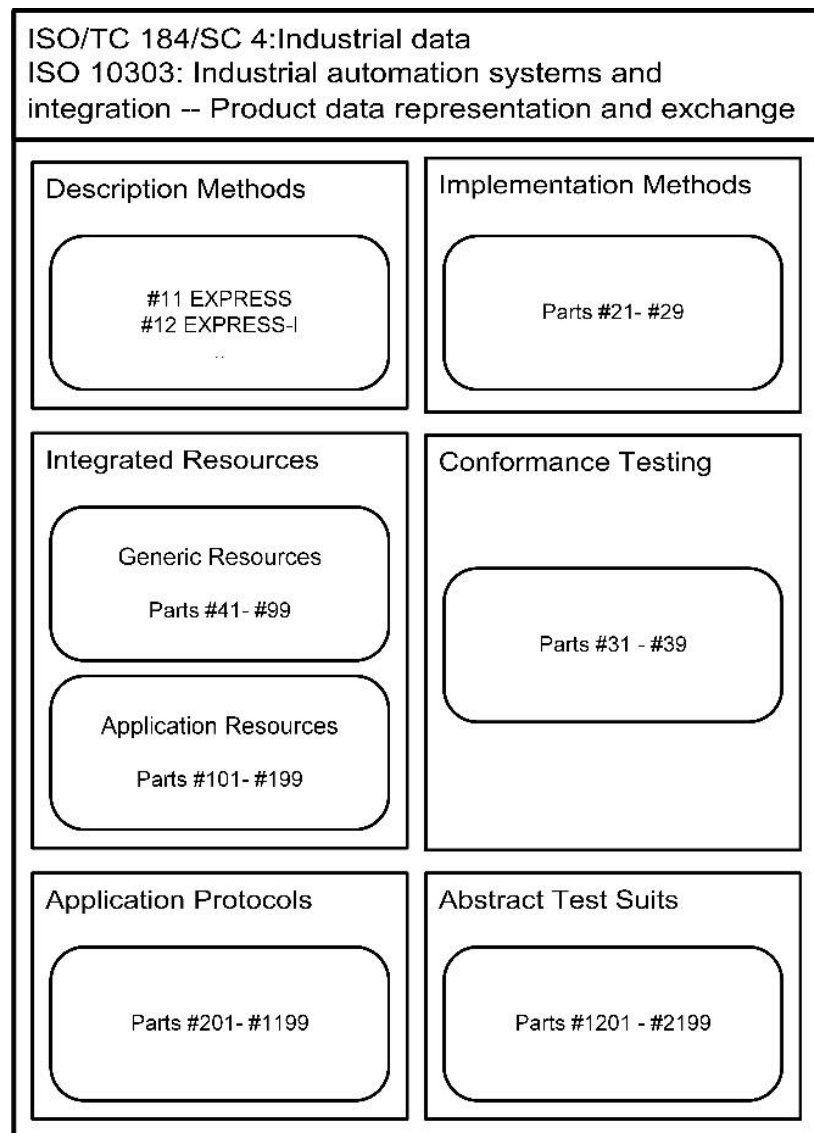 ISO/TC 184/SC 4:Industrial data
ISO 10303: Industrial automation systems and
integration -- Product data representation and exchange
Description Methods
#11 EXPRESS
#12 EXPRESS-I
..
Implementation Methods
Parts #21- #29
Integrated Resources
Generic Resources
Parts #41- #99
Application Resources
Parts #101- #199
Conformance Testing
Parts #31 - #39
Application Protocols
Parts #201- #1199
Abstract Test Suits
Parts #1201 - #2199